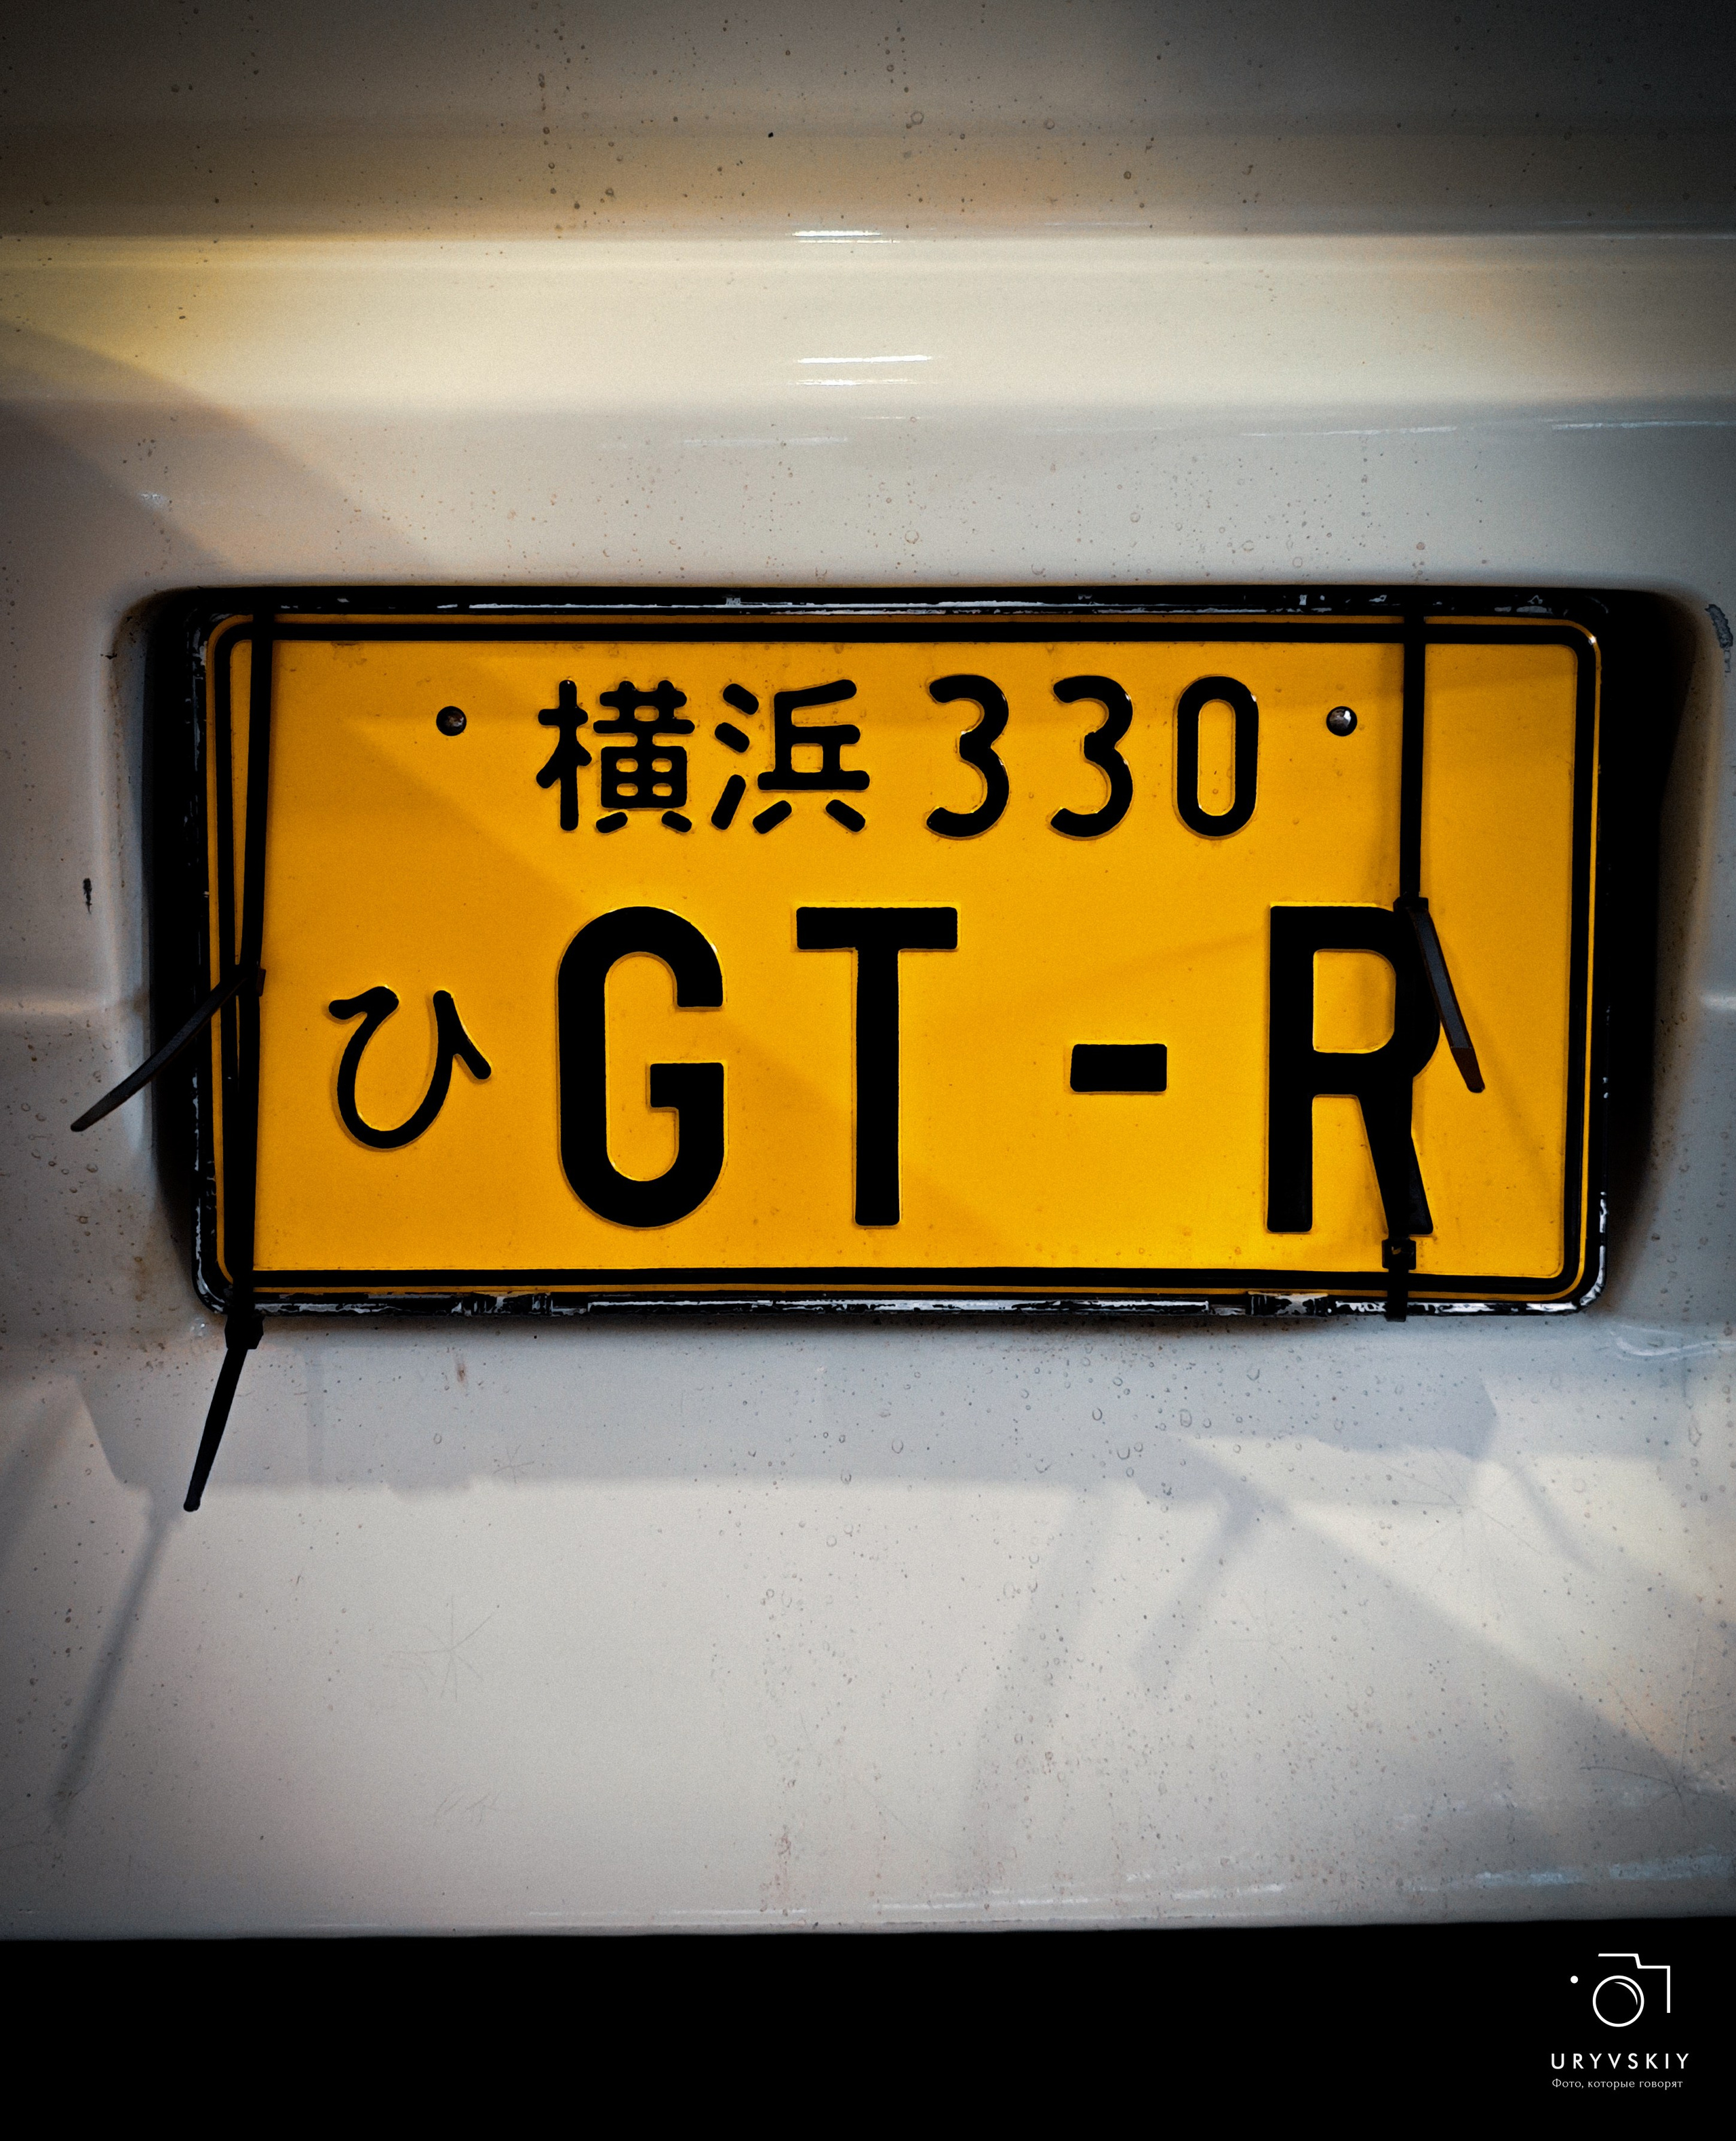 横浜 330
ひ GT-R
URYVSKIY
Фото, которые говорят